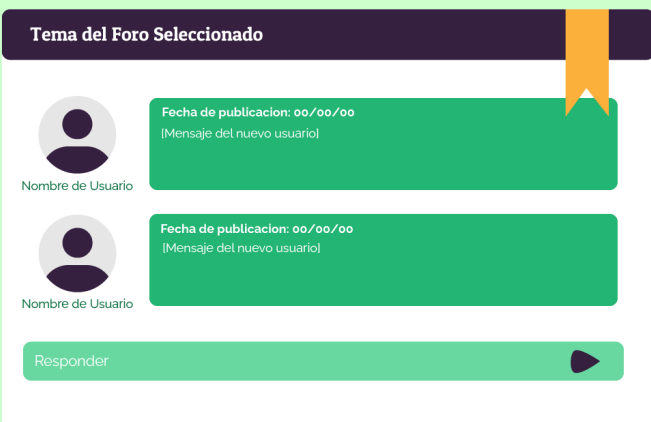 Tema del Foro Seleccionado
Fecha de publicacion: 00/00/00
[Mensaje del nuevo usuario]
Nombre de Usuario
Fecha de publicacion: 00/00/00
[Mensaje del nuevo usuario]
Nombre de Usuario
Responder